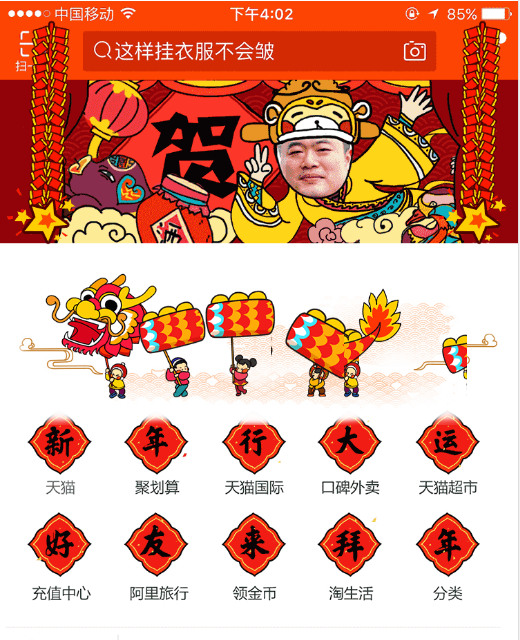 中国移动 下午4:02 85%
扫一
这样挂衣服不会皱
贺
新 年 行 大 运
天猫 聚划算 天猫国际 口碑外卖 天猫超市
好 友 来 拜 年
充值中心 阿里旅行 领金币 淘生活 分类